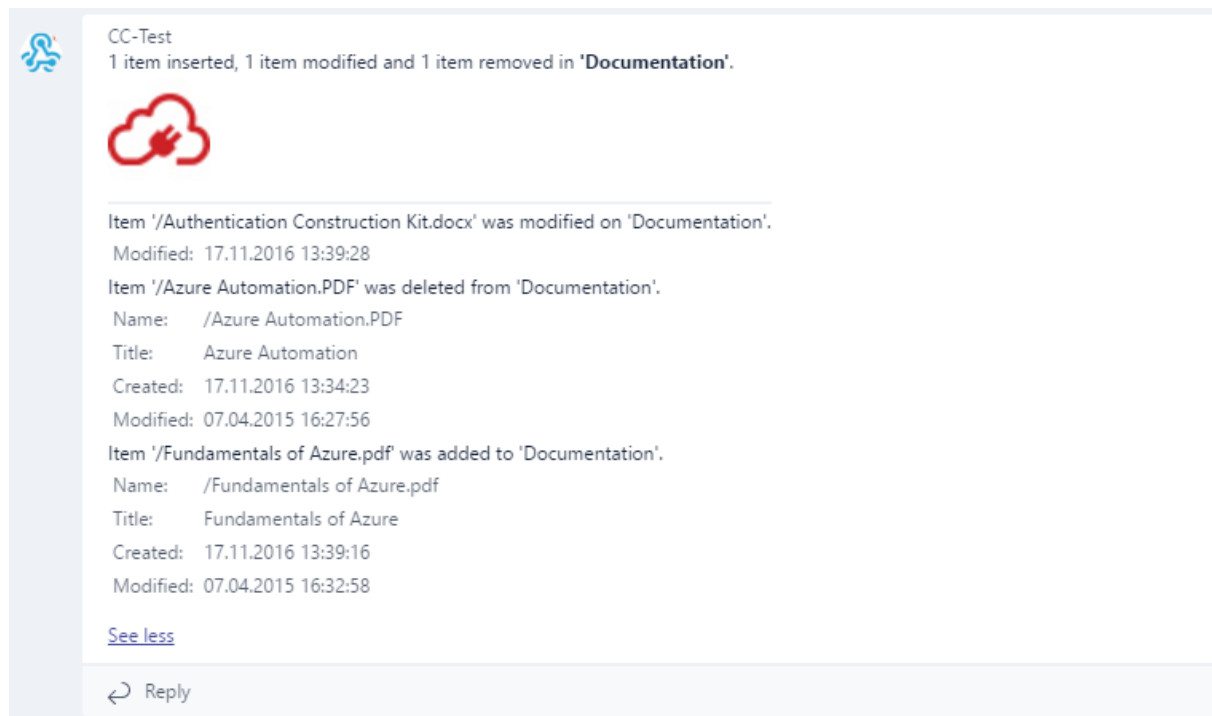 CC-Test
1 item inserted, 1 item modified and 1 item removed in 'Documentation'.
Item '/Authentication Construction Kit.docx' was modified on 'Documentation'.
Modified: 17.11.2016 13:39:28
Item '/Azure Automation.PDF' was deleted from 'Documentation'.
Name: /Azure Automation.PDF
Title: Azure Automation
Created: 17.11.2016 13:34:23
Modified: 07.04.2015 16:27:56
Item '/Fundamentals of Azure.pdf' was added to 'Documentation'.
Name: /Fundamentals of Azure.pdf
Title: Fundamentals of Azure
Created: 17.11.2016 13:39:16
Modified: 07.04.2015 16:32:58
See less
Reply